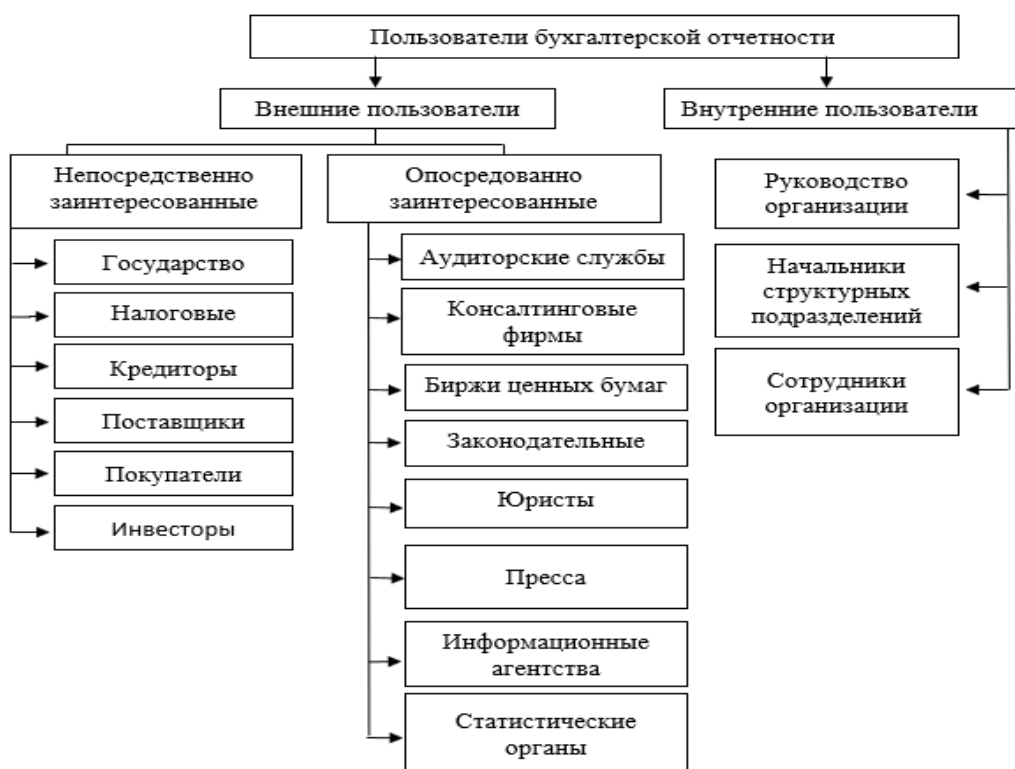 Пользователи бухгалтерской отчетности
Внешние пользователи
Внутренние пользователи
Непосредственно
заинтересованные
Государство
Налоговые
Кредиторы
Поставщики
Покупатели
Инвесторы
Опосредованно
заинтересованные
Аудиторские службы
Консалтинговые
фирмы
Биржи ценных бумаг
Законодательные
Юристы
Пресса
Информационные
агентства
Статистические
органы
Руководство
организации
Начальники
структурных
подразделений
Сотрудники
организации